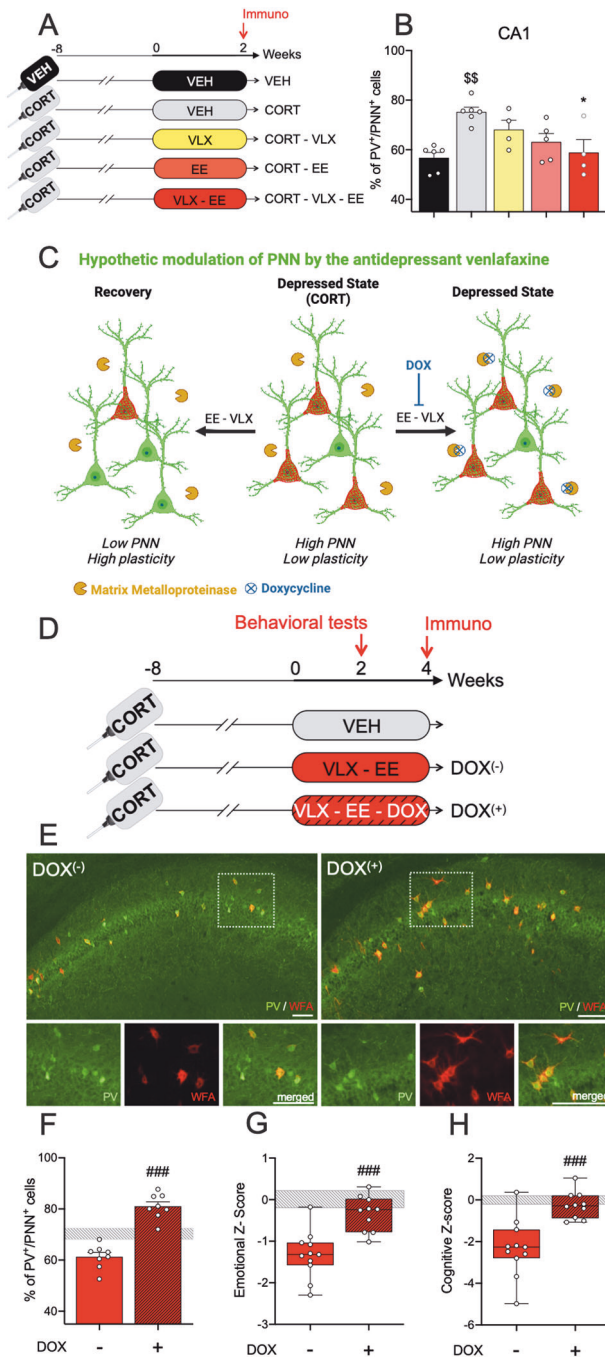 A
Immuno
-8
0
2
Weeks
VEH
VEH
VEH
CORT
VEH
CORT
CORT
VLX
CORT - VLX
CORT
EE
CORT - EE
CORT
VLX - EE
CORT - VLX - EE
B
CA1
% of PV⁺/PNN⁺ cells
80
60
40
$$
*
C
Hypothetic modulation of PNN by the antidepressant venlafaxine
Recovery
Depressed State
(CORT)
Depressed State
DOX
EE - VLX
EE - VLX
Low PNN
High plasticity
High PNN
Low plasticity
High PNN
Low plasticity
Matrix Metalloproteinase
Doxycycline
D
Behavioral tests
Immuno
-8
0
2
4
Weeks
CORT
VEH
CORT
VLX - EE
DOX⁽⁻⁾
CORT
VLX - EE - DOX
DOX⁽⁺⁾
E
DOX⁽⁻⁾
PV / WFA
DOX⁽⁺⁾
PV / WFA
PV
WFA
merged
PV
WFA
merged
F
% of PV⁺/PNN⁺ cells
100
80
60
40
###
DOX
-
+
G
Emotional Z- Score
1
0
-1
-2
-3
###
-
+
H
Cognitive Z-score
2
0
-2
-4
-6
###
DOX
-
+